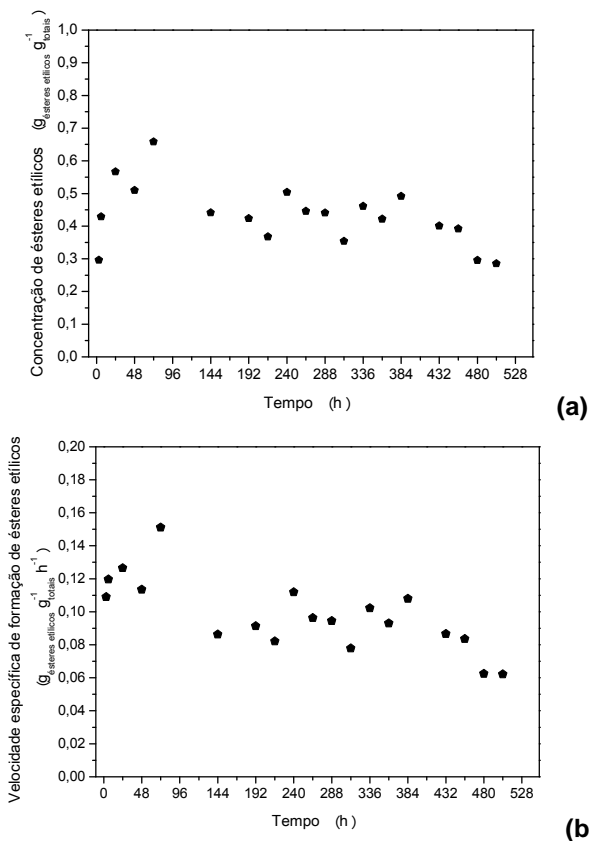 Concentração de ésteres etílicos (g ésteres etílicos g-1 totais)
1,0
0,9
0,8
0,7
0,6
0,5
0,4
0,3
0,2
0,1
0,0
0 48 96 144 192 240 288 336 384 432 480 528
Tempo (h)
(a)
Velocidade específica de formação de ésteres etílicos
(g ésteres etílicos g-1 totais h-1)
0,20
0,18
0,16
0,14
0,12
0,10
0,08
0,06
0,04
0,02
0,00
0 48 96 144 192 240 288 336 384 432 480 528
Tempo (h)
(b